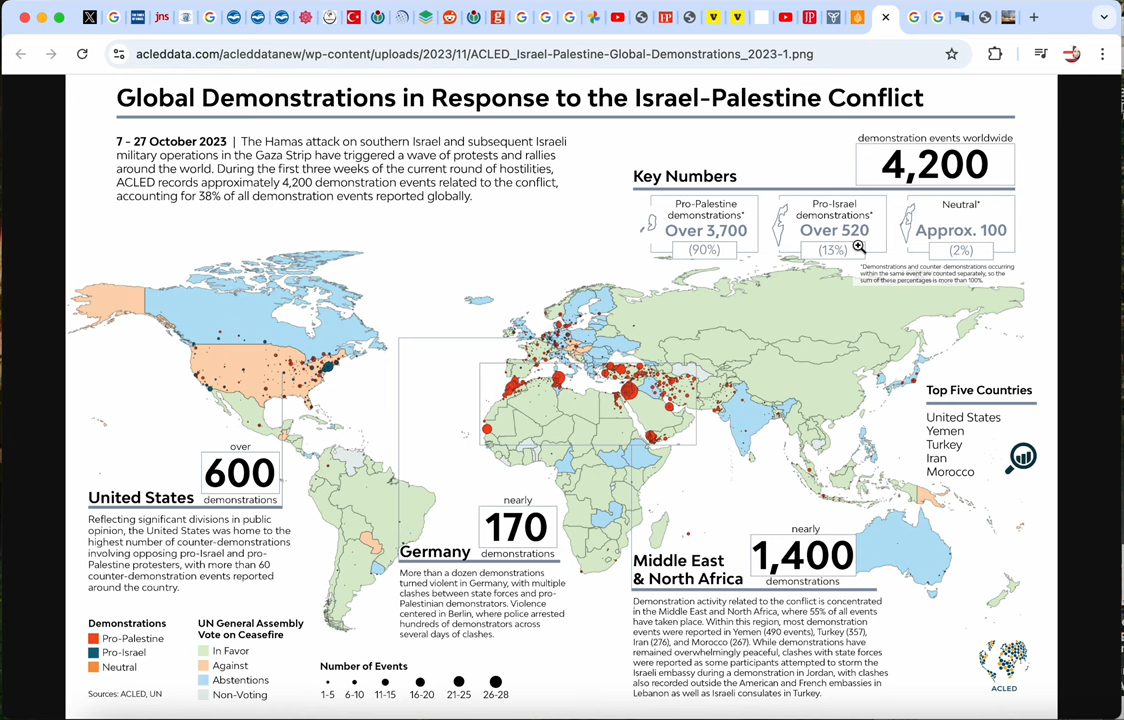 acleddata.com/acleddatanew/wp-content/uploads/2023/11/ACLED_Israel-Palestine-Global-Demonstrations_2023-1.png
Global Demonstrations in Response to the Israel-Palestine Conflict
7 - 27 October 2023 | The Hamas attack on southern Israel and subsequent Israeli
military operations in the Gaza Strip have triggered a wave of protests and rallies
around the world. During the first three weeks of the current round of hostilities,
ACLED records approximately 4,200 demonstration events related to the conflict,
accounting for 38% of all demonstration events reported globally.
demonstration events worldwide
4,200
Key Numbers
Pro-Palestine
demonstrations*
Over 3,700
(90%)
Pro-Israel
demonstrations*
Over 520
(13%)
Neutral*
Approx. 100
(2%)
*Demonstrations and counter-demonstrations occurring
within the same event are counted separately, so the
sum of these percentages is more than 100%.
Top Five Countries
United States
Yemen
Turkey
Iran
Morocco
over
600
demonstrations
United States
Reflecting significant divisions in public
opinion, the United States was home to the
highest number of counter-demonstrations
involving opposing pro-Israel and pro-
Palestine protesters, with more than 60
counter-demonstration events reported
around the country.
nearly
170
demonstrations
Germany
More than a dozen demonstrations
turned violent in Germany, with multiple
clashes between state forces and pro-
Palestinian demonstrators. Violence
centered in Berlin, where police arrested
hundreds of demonstrators across
several days of clashes.
nearly
1,400
demonstrations
Middle East
& North Africa
Demonstration activity related to the conflict is concentrated
in the Middle East and North Africa, where 55% of all events
have taken place. Within this region, most demonstration
events were reported in Yemen (490 events), Turkey (357),
Iran (276), and Morocco (267). While demonstrations have
remained overwhelmingly peaceful, clashes with state forces
were reported as some participants attempted to storm the
Israeli embassy during a demonstration in Jordan, with clashes
also recorded outside the American and French embassies in
Lebanon as well as Israeli consulates in Turkey.
Demonstrations
Pro-Palestine
Pro-Israel
Neutral
UN General Assembly
Vote on Ceasefire
In Favor
Against
Abstentions
Non-Voting
Number of Events
1-5 6-10 11-15 16-20 21-25 26-28
Sources: ACLED, UN
ACLED